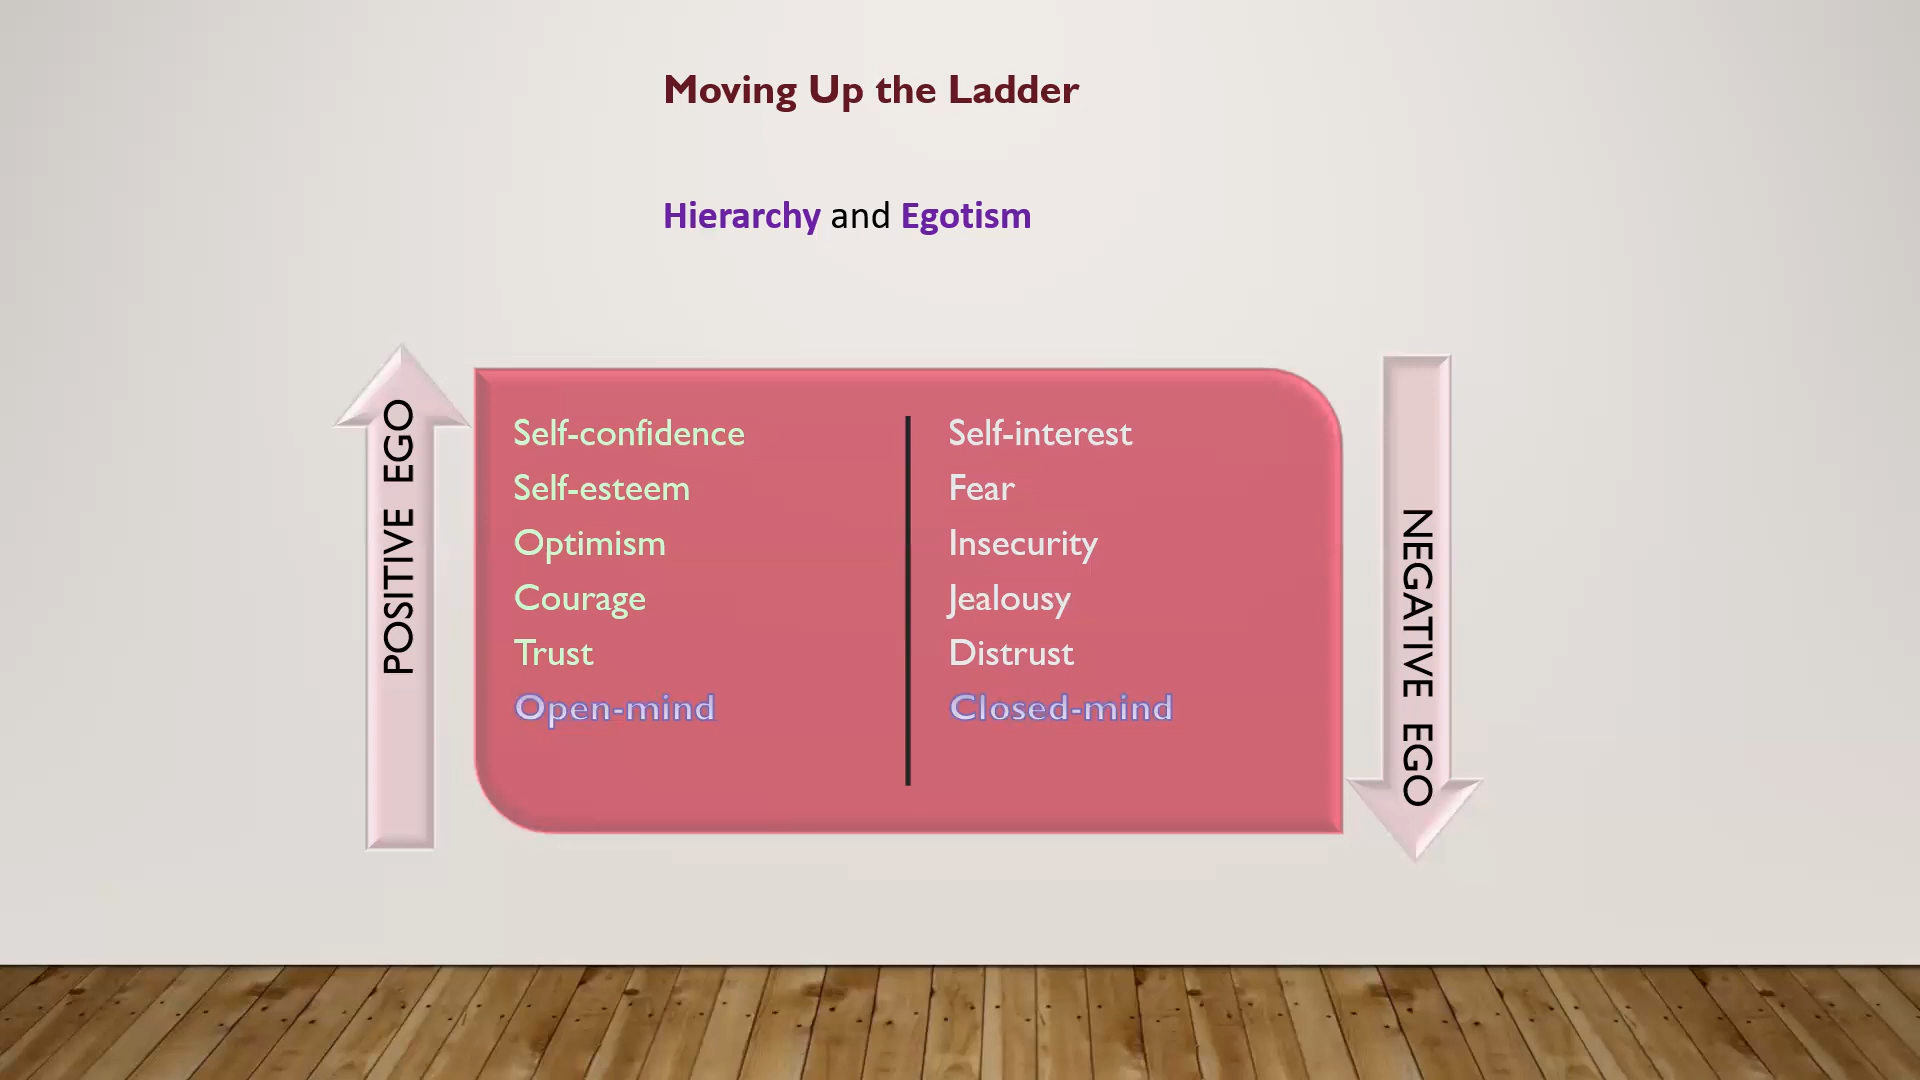 Moving Up the Ladder
Hierarchy and Egotism
POSITIVE EGO
Self-confidence
Self-esteem
Optimism
Courage
Trust
Open-mind
Self-interest
Fear
Insecurity
Jealousy
Distrust
Closed-mind
NEGATIVE EGO